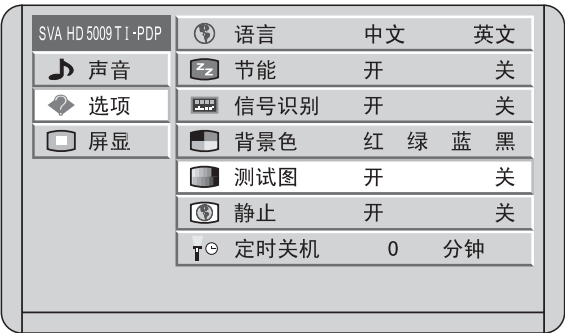 SVA HD 5009 T I -PDP
声音
选项
屏显
语言 中文 英文
节能 开 关
信号识别 开 关
背景色 红 绿 蓝 黑
测试图 开 关
静止 开 关
定时关机 0 分钟